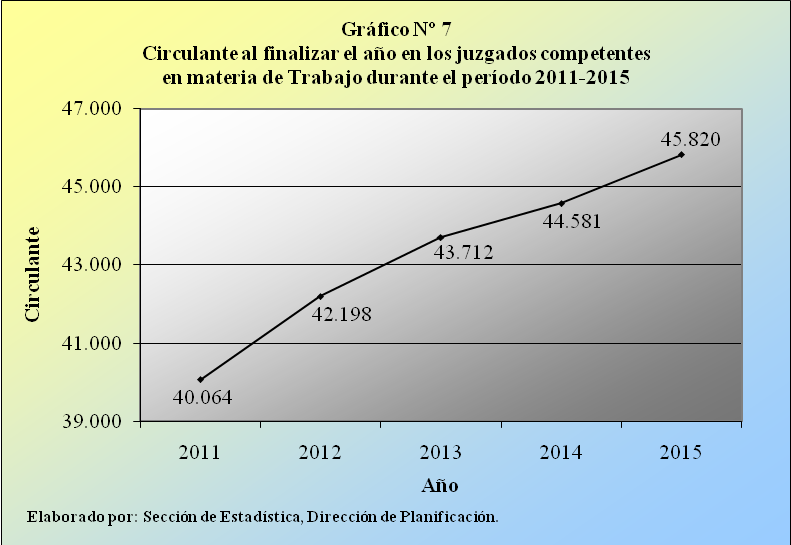 Gráfico Nº 7
Circulante al finalizar el año en los juzgados competentes
en materia de Trabajo durante el período 2011-2015
47.000
45.000
43.000
41.000
39.000
Circulante
40.064
42.198
43.712
44.581
45.820
2011 2012 2013 2014 2015
Año
Elaborado por: Sección de Estadística, Dirección de Planificación.